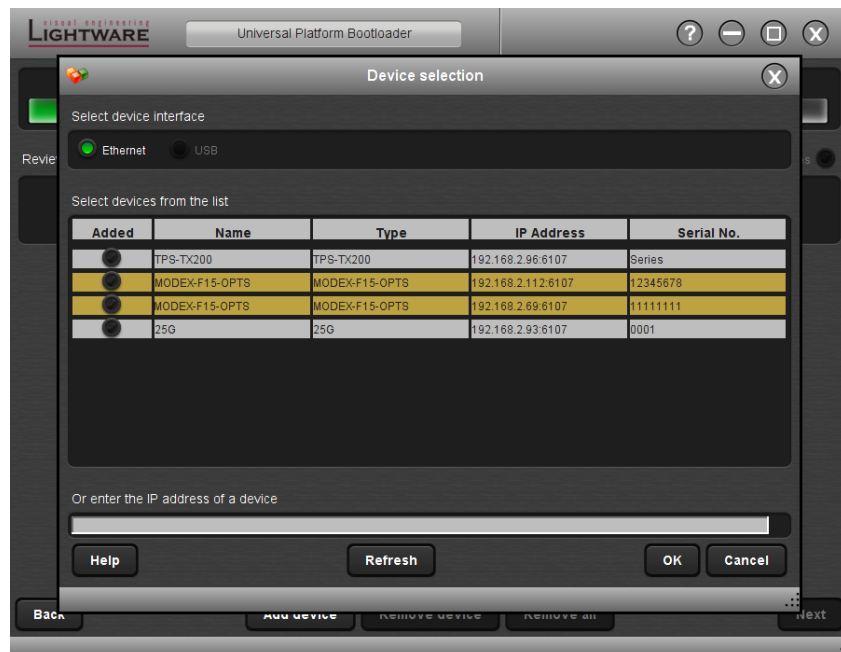 visual engineering
LIGHTWARE
Universal Platform Bootloader
?
X
Device selection
X
Select device interface
Ethernet
USB
Select devices from the list
Added Name Type IP Address Serial No.
TPS-TX200 TPS-TX200 192.168.2.96:6107 Series
MODEX-F15-OPTS MODEX-F15-OPTS 192.168.2.112:6107 12345678
MODEX-F15-OPTS MODEX-F15-OPTS 192.168.2.69:6107 11111111
25G 25G 192.168.2.93:6107 0001
Or enter the IP address of a device
Help Refresh OK Cancel
Back Add device Remove device Remove all Next